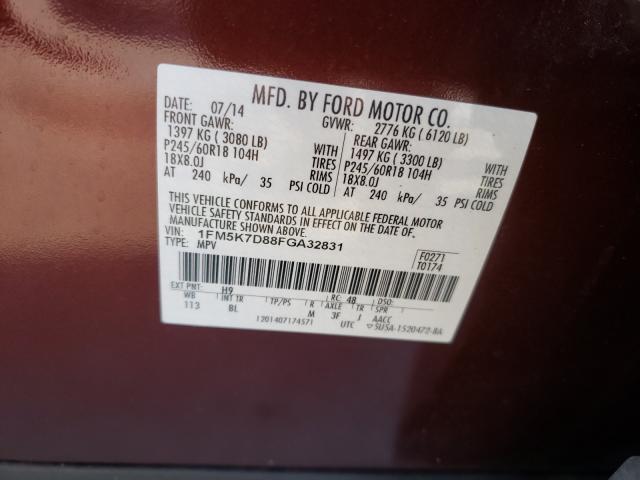 MFD. BY FORD MOTOR CO.
DATE: 07/14 GVWR: 2776 KG ( 6120 LB)
FRONT GAWR: REAR GAWR:
1397 KG ( 3080 LB) 1497 KG ( 3300 LB)
P245/60R18 104H TIRES P245/60R18 104H TIRES
18X8.0J RIMS 18X8.0J RIMS
AT 240 kPa/ 35 PSI COLD AT 240 kPa/ 35 PSI COLD
THIS VEHICLE CONFORMS TO ALL APPLICABLE FEDERAL MOTOR
VEHICLE SAFETY STANDARDS IN EFFECT ON THE DATE OF
MANUFACTURE SHOWN ABOVE.
VIN: 1FM5K7D88FGA32831 F0271
TYPE: MPV T0174
EXT PNT: H9 RC: 48 DSO:
WB INT TR TP/PS R AXLE TR SPR
113 BL M 3F J AACC
1201407174571 UTC 5U5A-1520472-BA